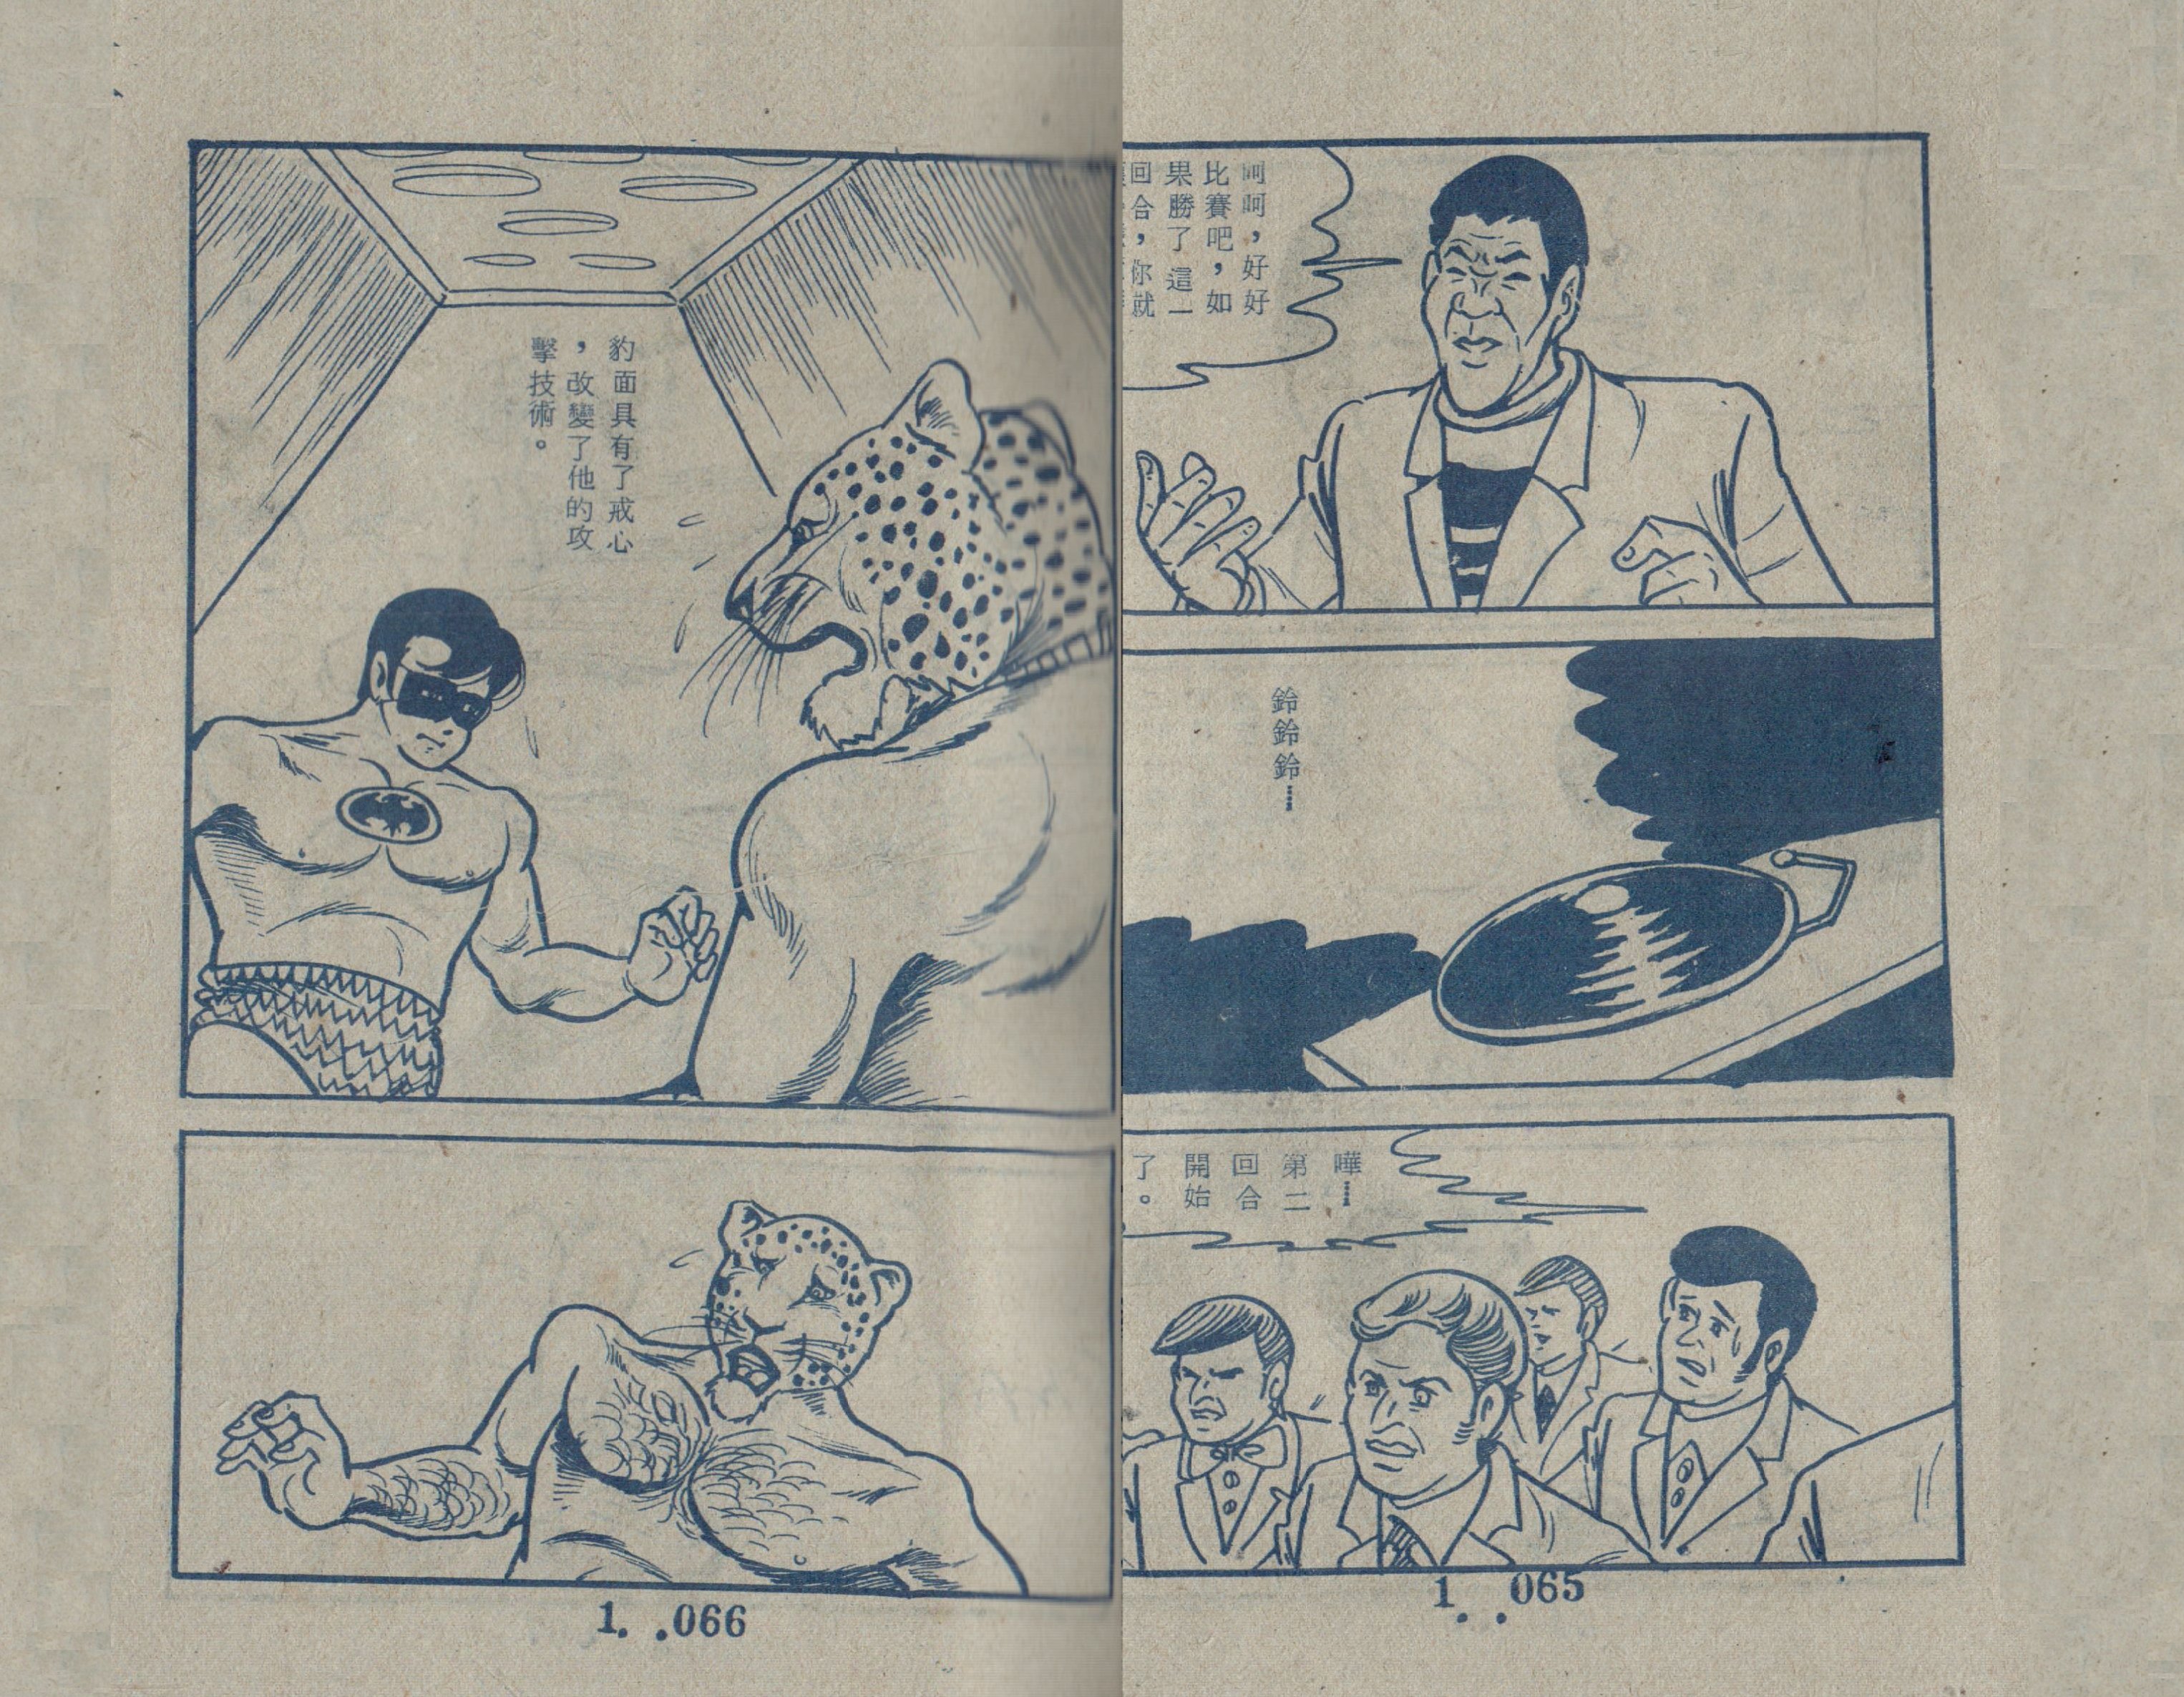 呵呵，好好
比賽吧，如
果勝了這一
回合，你就
鈴鈴鈴……
嘩……
第二
回合
開始
了。
1..065
豹面具有了戒心
，改變了他的攻
擊技術。
1..066